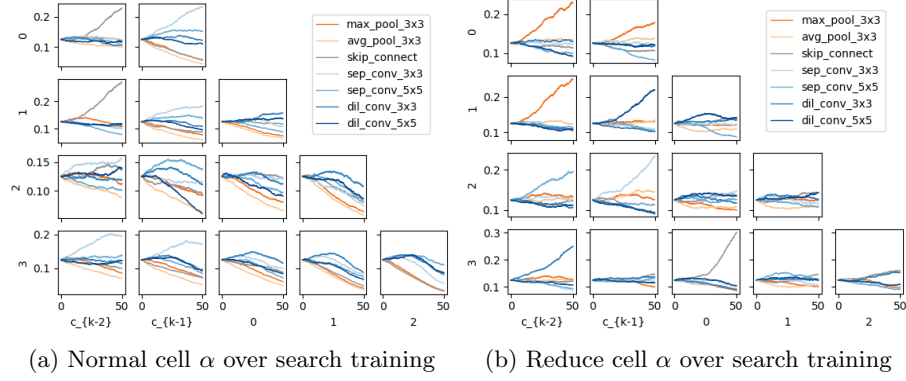 0.2
0.1
0
max_pool_3x3
avg_pool_3x3
skip_connect
sep_conv_3x3
sep_conv_5x5
dil_conv_3x3
dil_conv_5x5
0.2
0.1
1
0.15
0.10
2
0.2
0.1
3
0 50 0 50 0 50 0 50 0 50
c_{k-2} c_{k-1} 0 1 2
(a) Normal cell α over search training
0.2
0.1
0
max_pool_3x3
avg_pool_3x3
skip_connect
sep_conv_3x3
sep_conv_5x5
dil_conv_3x3
dil_conv_5x5
0.2
0.1
1
0.2
0.1
2
0.3
0.2
0.1
3
0 50 0 50 0 50 0 50 0 50
c_{k-2} c_{k-1} 0 1 2
(b) Reduce cell α over search training